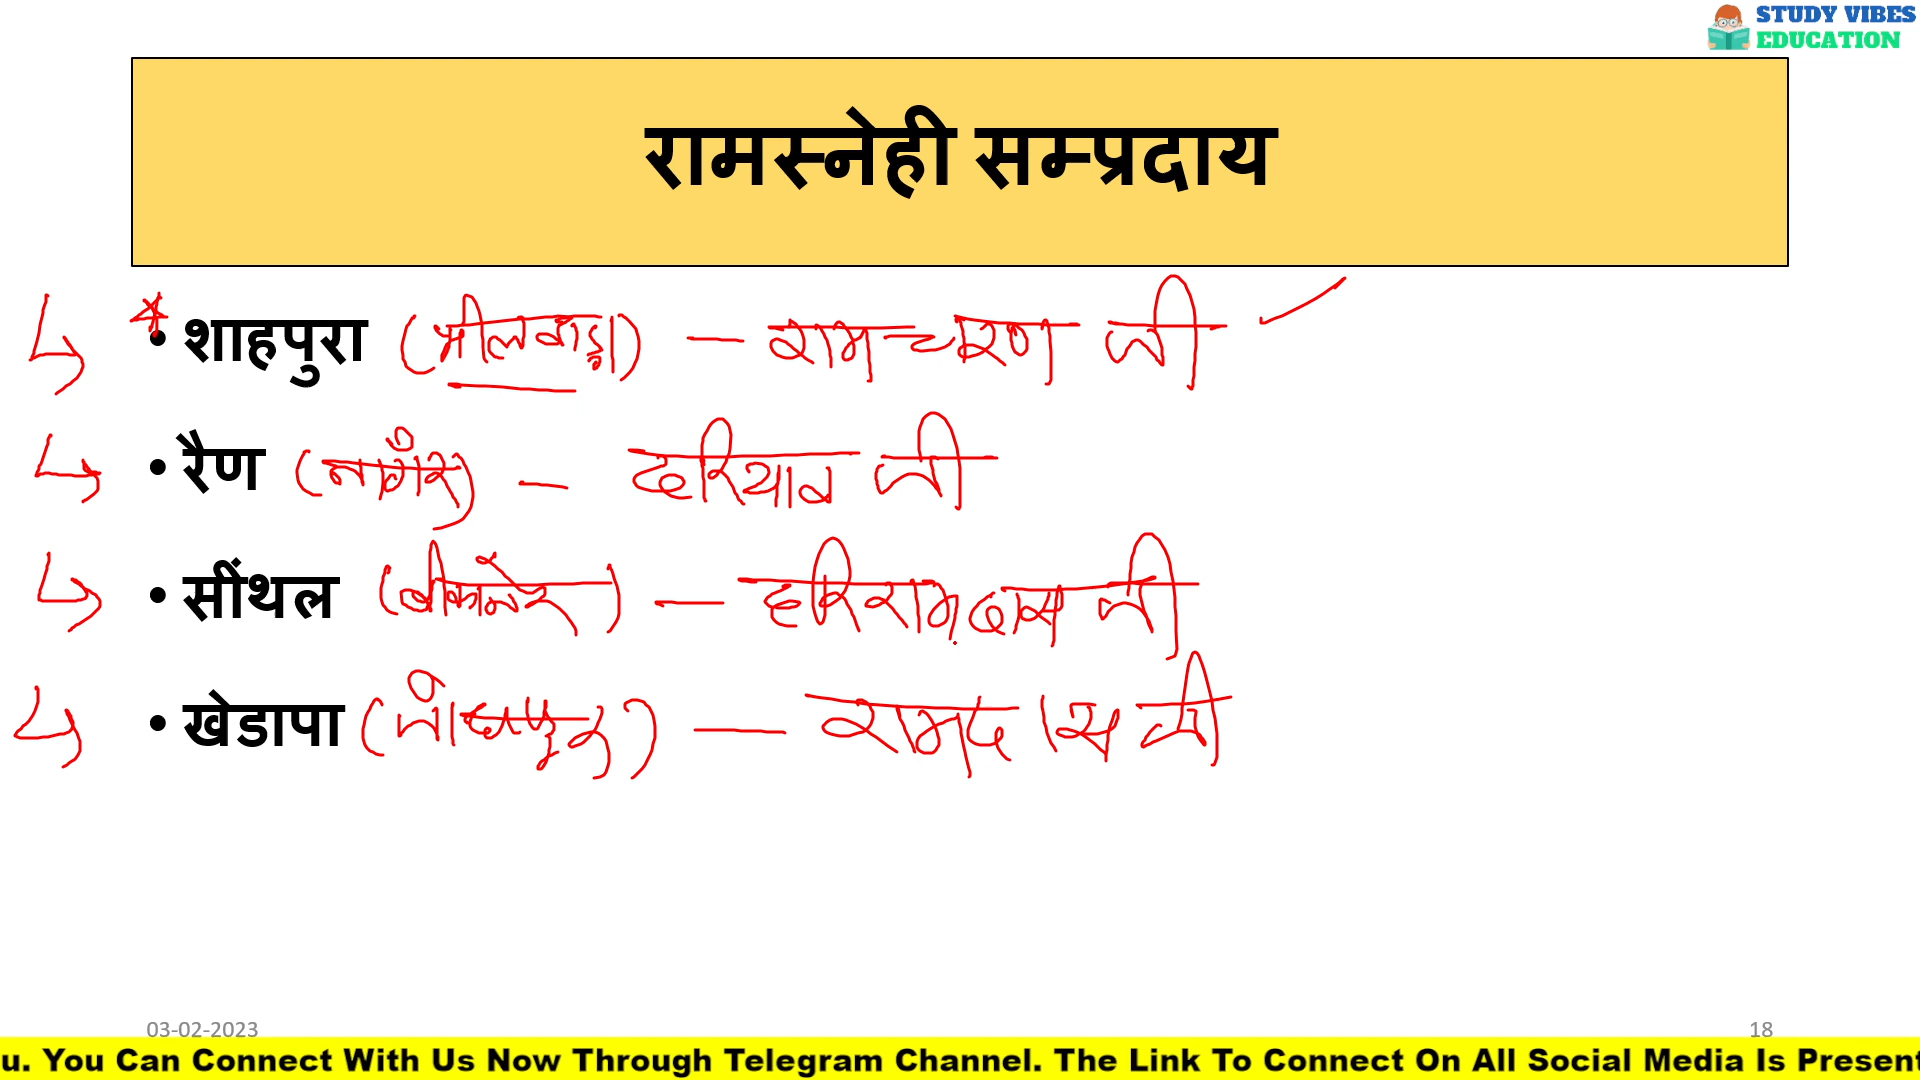 STUDY VIBES
EDUCATION
रामस्नेही सम्प्रदाय
• शाहपुरा (भीलवाड़ा) — रामचरण जी
• रैण (नागौर) — दरियाव जी
• सींथल (बीकानेर) — हरिराम दास जी
• खेडापा (जोधपुर) — रामदास जी
03-02-2023
18
u. You Can Connect With Us Now Through Telegram Channel. The Link To Connect On All Social Media Is Present